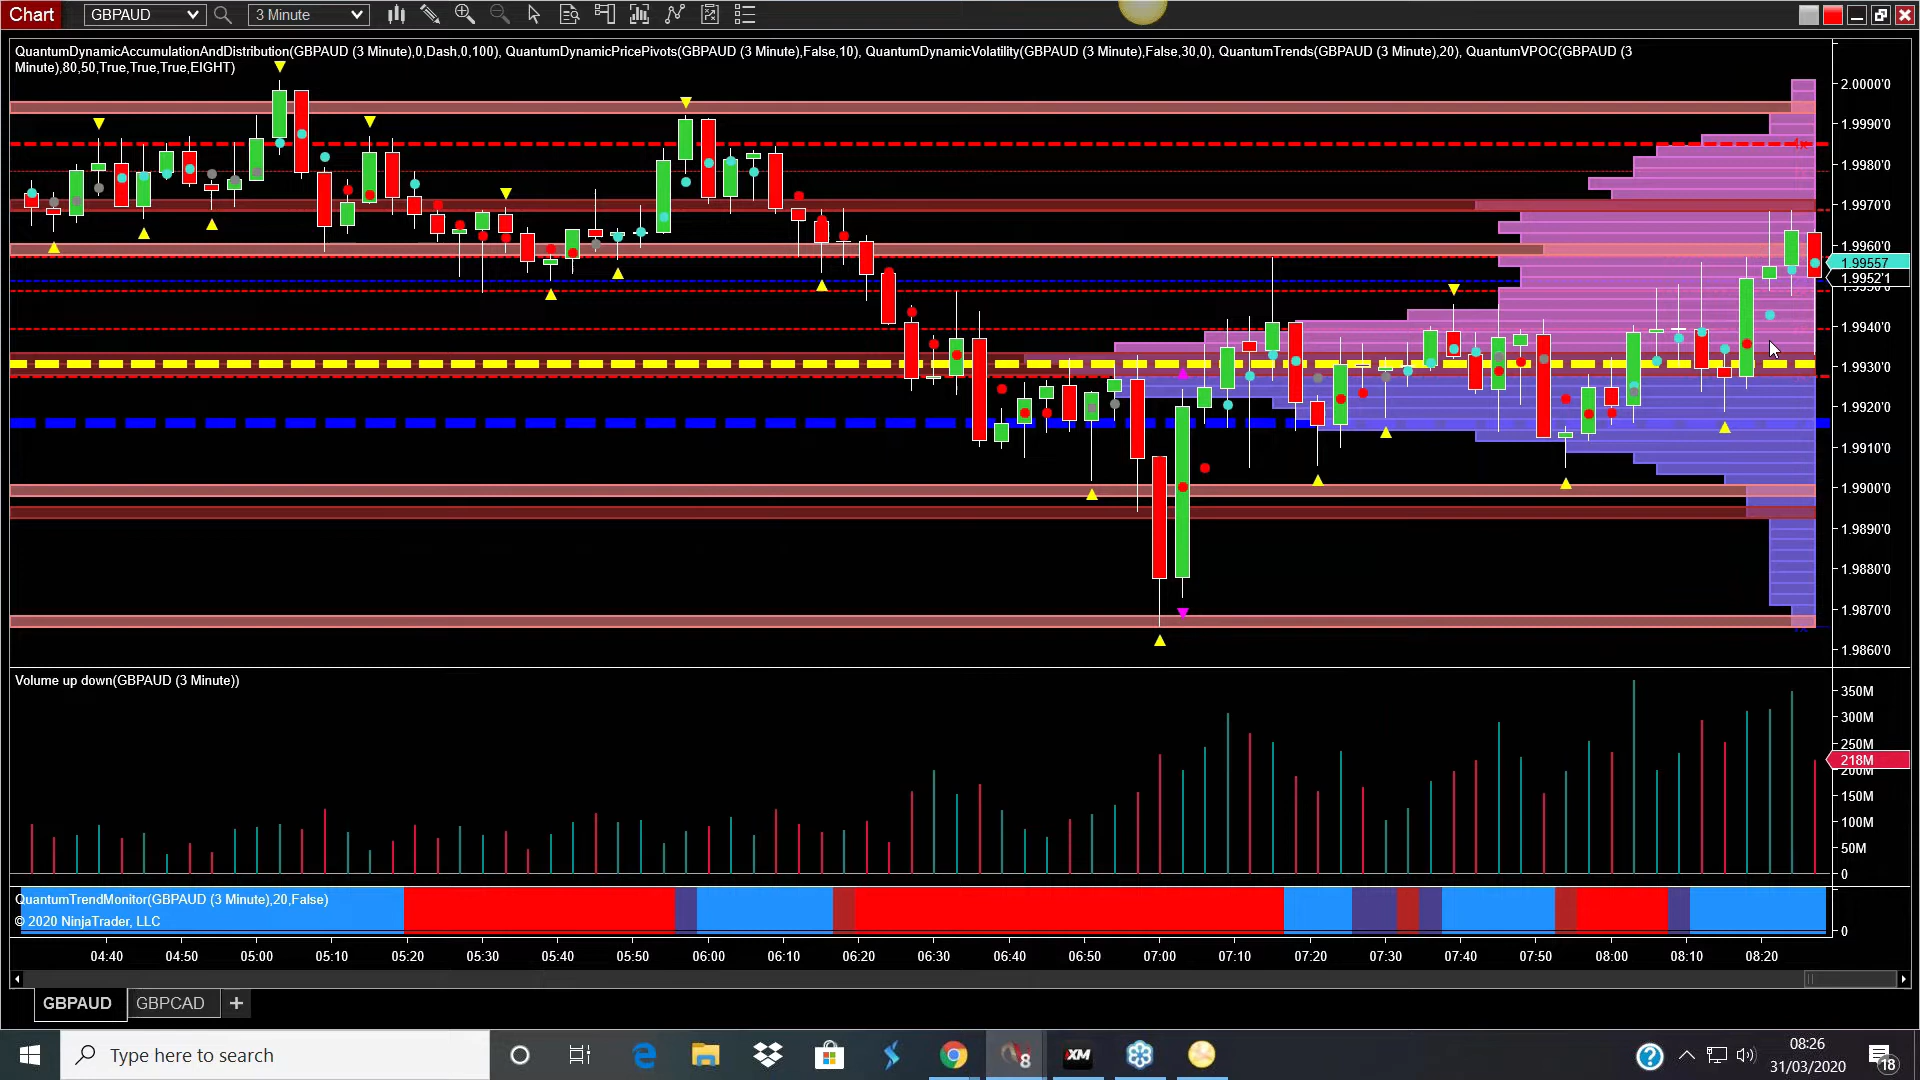 Chart GBPAUD 3 Minute
QuantumDynamicAccumulationAndDistribution(GBPAUD (3 Minute),0,Dash,0,100), QuantumDynamicPricePivots(GBPAUD (3 Minute),False,10), QuantumDynamicVolatility(GBPAUD (3 Minute),False,30,0), QuantumTrends(GBPAUD (3 Minute),20), QuantumVPOC(GBPAUD (3
Minute),80,50,True,True,True,EIGHT)
2.0000'0
1.9990'0
1.9980'0
1.9970'0
1.9960'0
1.99557
1.9952'1
1.9940'0
1.9930'0
1.9920'0
1.9910'0
1.9900'0
1.9890'0
1.9880'0
1.9870'0
1.9860'0
Volume up down(GBPAUD (3 Minute))
350M
300M
250M
218M
200M
150M
100M
50M
0
QuantumTrendMonitor(GBPAUD (3 Minute),20,False)
© 2020 NinjaTrader, LLC
0
04:40 04:50 05:00 05:10 05:20 05:30 05:40 05:50 06:00 06:10 06:20 06:30 06:40 06:50 07:00 07:10 07:20 07:30 07:40 07:50 08:00 08:10 08:20
GBPAUD GBPCAD +
Type here to search
8
XM
08:26
31/03/2020
18